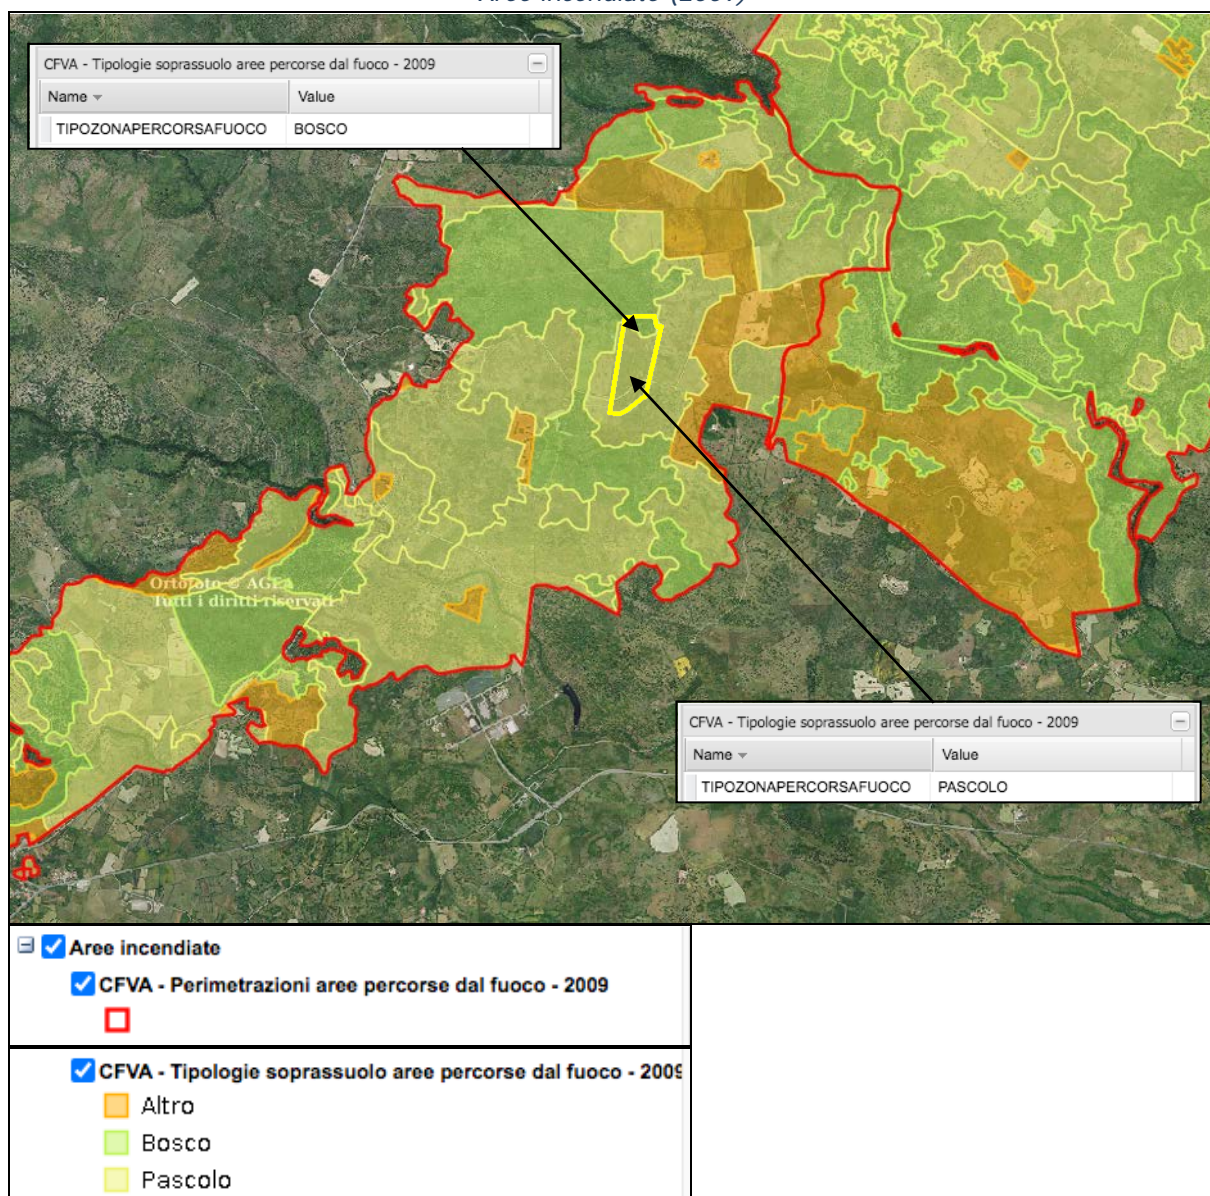 CFVA - Tipologie soprassuolo aree percorse dal fuoco - 2009
Name Value
TIPOZONAPERCORSAFUOCO BOSCO
Ortofoto © AGEA
Tutti i diritti riservati
CFVA - Tipologie soprassuolo aree percorse dal fuoco - 2009
Name Value
TIPOZONAPERCORSAFUOCO PASCOLO
Aree incendiate
CFVA - Perimetrazioni aree percorse dal fuoco - 2009
CFVA - Tipologie soprassuolo aree percorse dal fuoco - 2009
Altro
Bosco
Pascolo